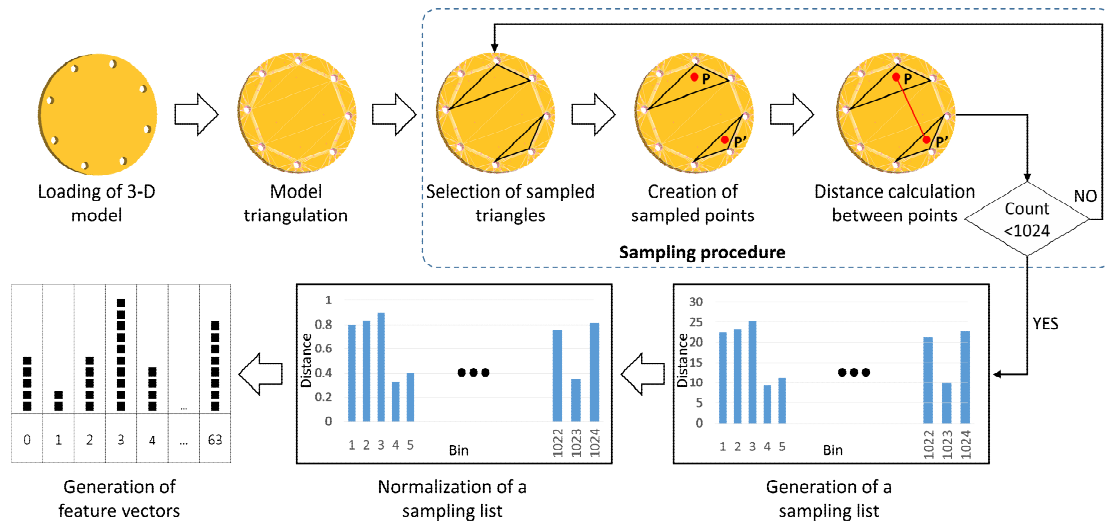 P
P
P'
P'
Loading of 3-D
model
Model
triangulation
Selection of sampled
triangles
Creation of
sampled points
Distance calculation
between points
Count
<1024
NO
Sampling procedure
YES
0 1 2 3 4 ... ... 63
Generation of
feature vectors
Distance
1
0.8
0.6
0.4
0.2
0
1 2 3 4 5 1022 1023 1024
Bin
Normalization of a
sampling list
Distance
30
25
20
15
10
5
0
1 2 3 4 5 1022 1023 1024
Bin
Generation of a
sampling list